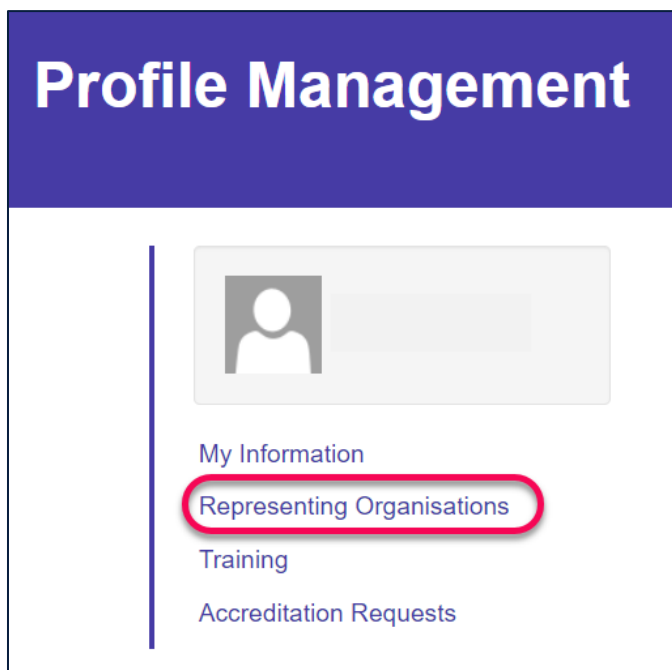 Profile Management
My Information
Representing Organisations
Training
Accreditation Requests